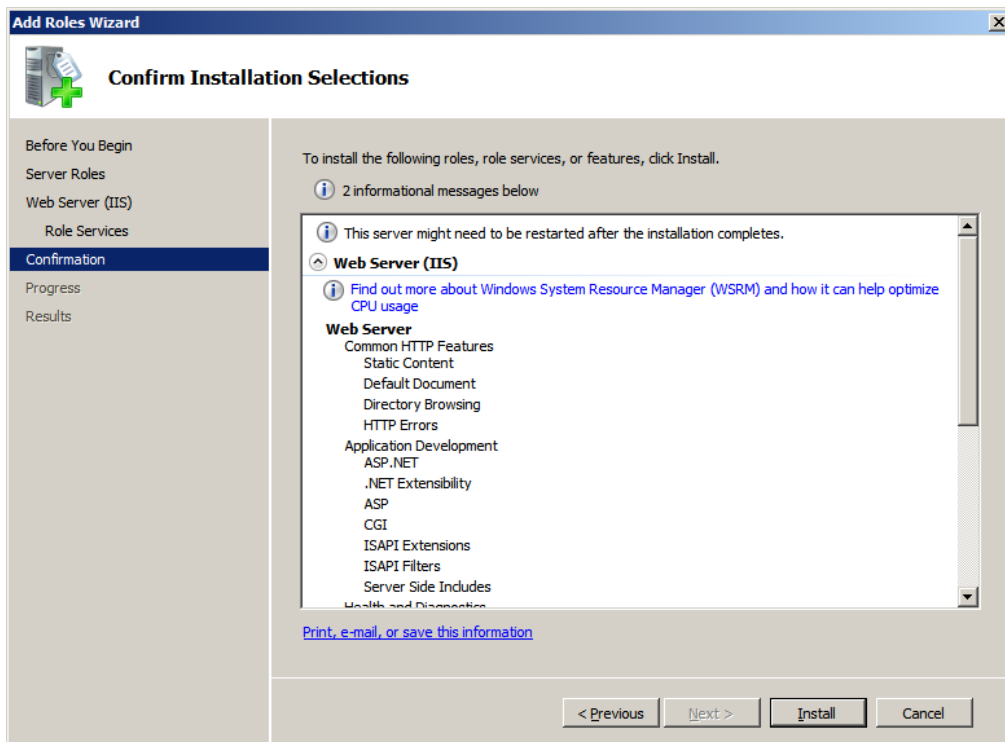 Add Roles Wizard
Confirm Installation Selections
Before You Begin
Server Roles
Web Server (IIS)
Role Services
Confirmation
Progress
Results
To install the following roles, role services, or features, click Install.
2 informational messages below
This server might need to be restarted after the installation completes.
Web Server (IIS)
Find out more about Windows System Resource Manager (WSRM) and how it can help optimize
CPU usage
Web Server
Common HTTP Features
Static Content
Default Document
Directory Browsing
HTTP Errors
Application Development
ASP.NET
.NET Extensibility
ASP
CGI
ISAPI Extensions
ISAPI Filters
Server Side Includes
Health and Diagnostics
Print, e-mail, or save this information
< Previous
Next >
Install
Cancel